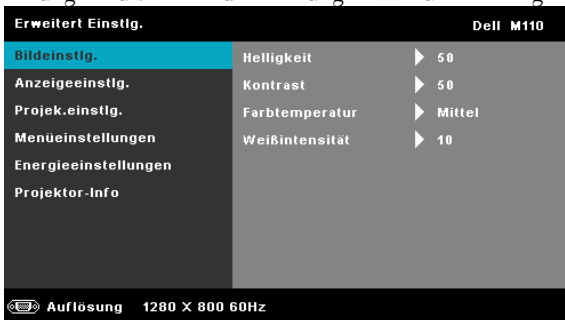 Erweitert Einstlg. Dell M110
Bildeinstlg. Helligkeit 50
Anzeigeeinstlg. Kontrast 50
Projek.einstlg. Farbtemperatur Mittel
Menüeinstellungen Weißintensität 10
Energieeinstellungen
Projektor-Info
Auflösung 1280 X 800 60Hz